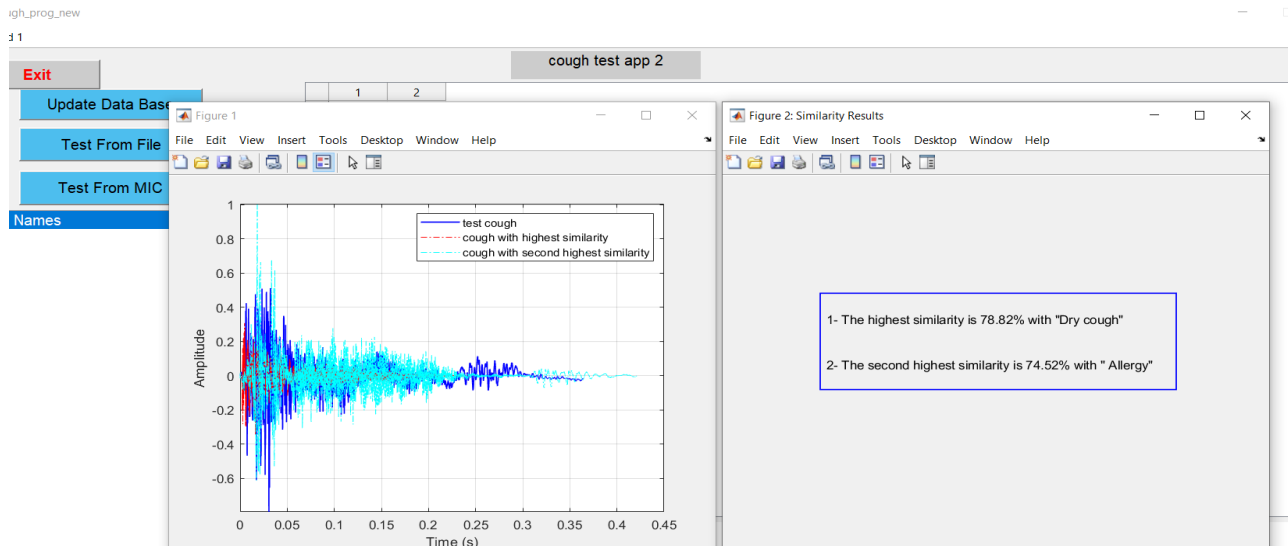 ugh_prog_new
d 1
cough test app 2
Exit
1 2
Update Data Base
Test From File
Test From MIC
Names
Figure 1
File Edit View Insert Tools Desktop Window Help
1
0.8
0.6
0.4
0.2
0
-0.2
-0.4
-0.6
Amplitude
test cough
cough with highest similarity
cough with second highest similarity
0 0.05 0.1 0.15 0.2 0.25 0.3 0.35 0.4 0.45
Time (s)
Figure 2: Similarity Results
File Edit View Insert Tools Desktop Window Help
1- The highest similarity is 78.82% with "Dry cough"
2- The second highest similarity is 74.52% with " Allergy"